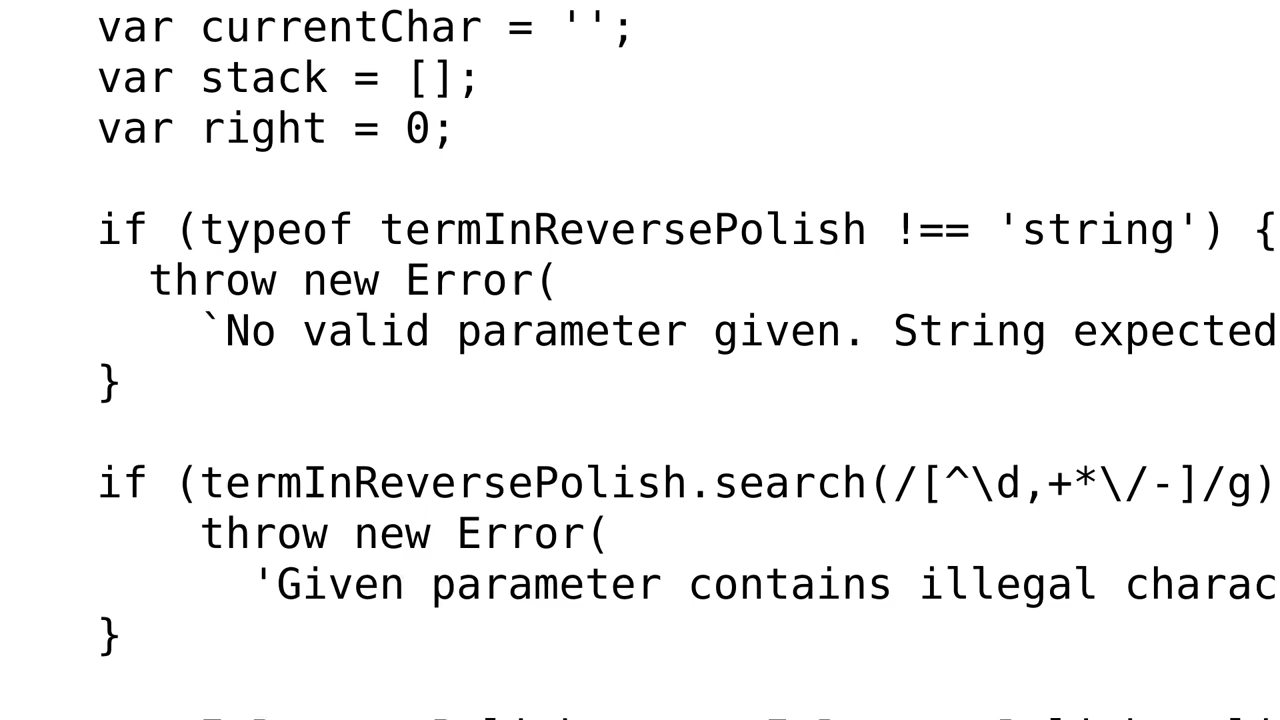 var currentChar = '';
var stack = [];
var right = 0;
if (typeof termInReversePolish !== 'string') {
throw new Error(
`No valid parameter given. String expected
}
if (termInReversePolish.search(/[^\d,+*\/-]/g)
throw new Error(
'Given parameter contains illegal charac
}